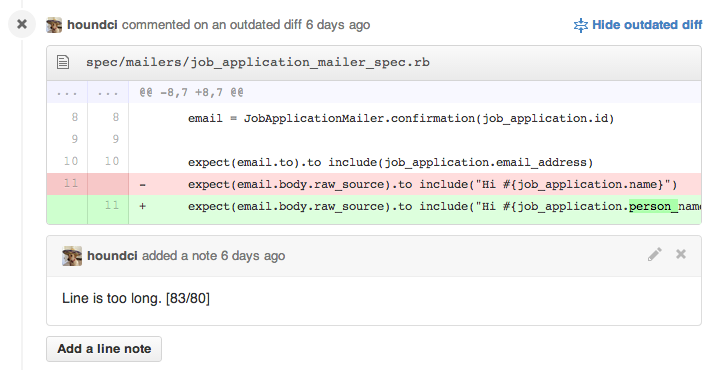 houndci commented on an outdated diff 6 days ago Hide outdated diff
spec/mailers/job_application_mailer_spec.rb
... ... @@ -8,7 +8,7 @@
8 8 email = JobApplicationMailer.confirmation(job_application.id)
9 9
10 10 expect(email.to).to include(job_application.email_address)
11 - expect(email.body.raw_source).to include("Hi #{job_application.name}")
11 + expect(email.body.raw_source).to include("Hi #{job_application.person_name
houndci added a note 6 days ago
Line is too long. [83/80]
Add a line note